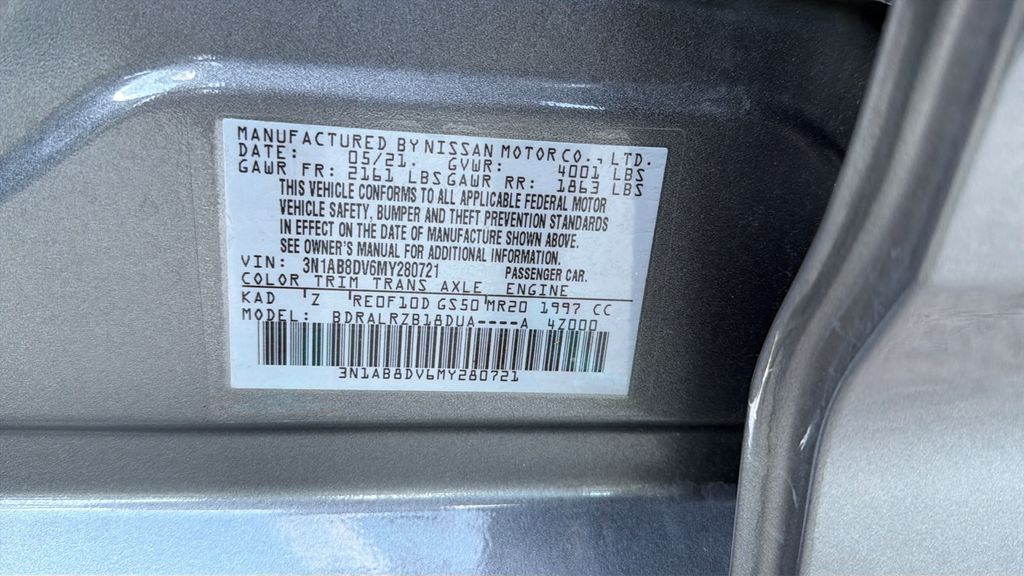 MANUFACTURED BY NISSAN MOTOR CO., LTD.
DATE: 05/21. GVWR: 4001 LBS
GAWR FR: 2161 LBS GAWR RR: 1863 LBS
THIS VEHICLE CONFORMS TO ALL APPLICABLE FEDERAL MOTOR
VEHICLE SAFETY, BUMPER AND THEFT PREVENTION STANDARDS
IN EFFECT ON THE DATE OF MANUFACTURE SHOWN ABOVE.
SEE OWNER'S MANUAL FOR ADDITIONAL INFORMATION.
VIN: 3N1AB8DV6MY280721 PASSENGER CAR.
COLOR TRIM TRANS AXLE ENGINE
KAD Z RE0F10D GS50 MR20 1997 CC
MODEL: BDRALRZB18DUA----A 4Z000
3N1AB8DV6MY280721